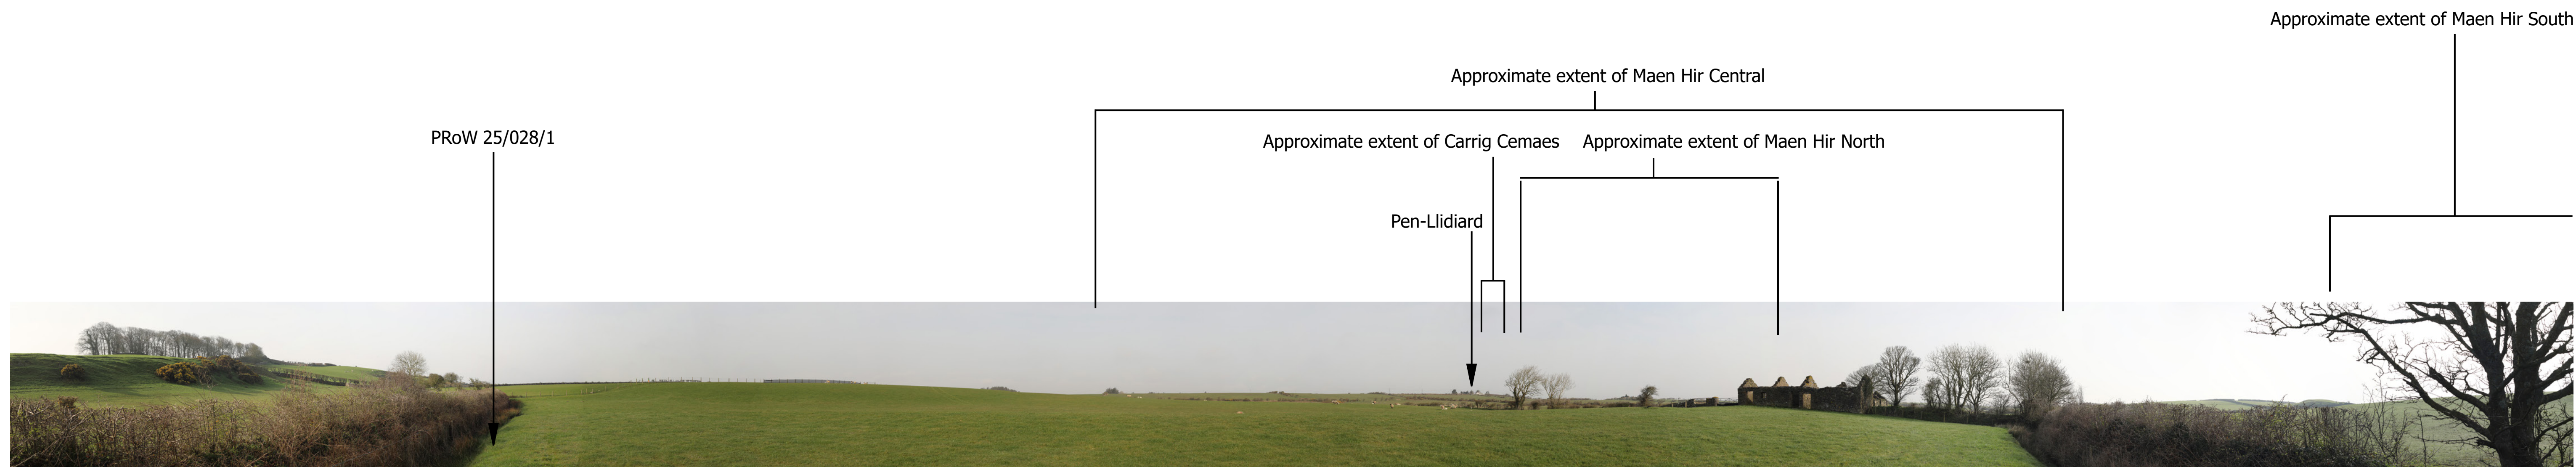 Approximate extent of Maen Hir South
Approximate extent of Maen Hir Central
PRoW 25/028/1
Approximate extent of Carrig Cemaes
Approximate extent of Maen Hir North
Pen-Llidiard